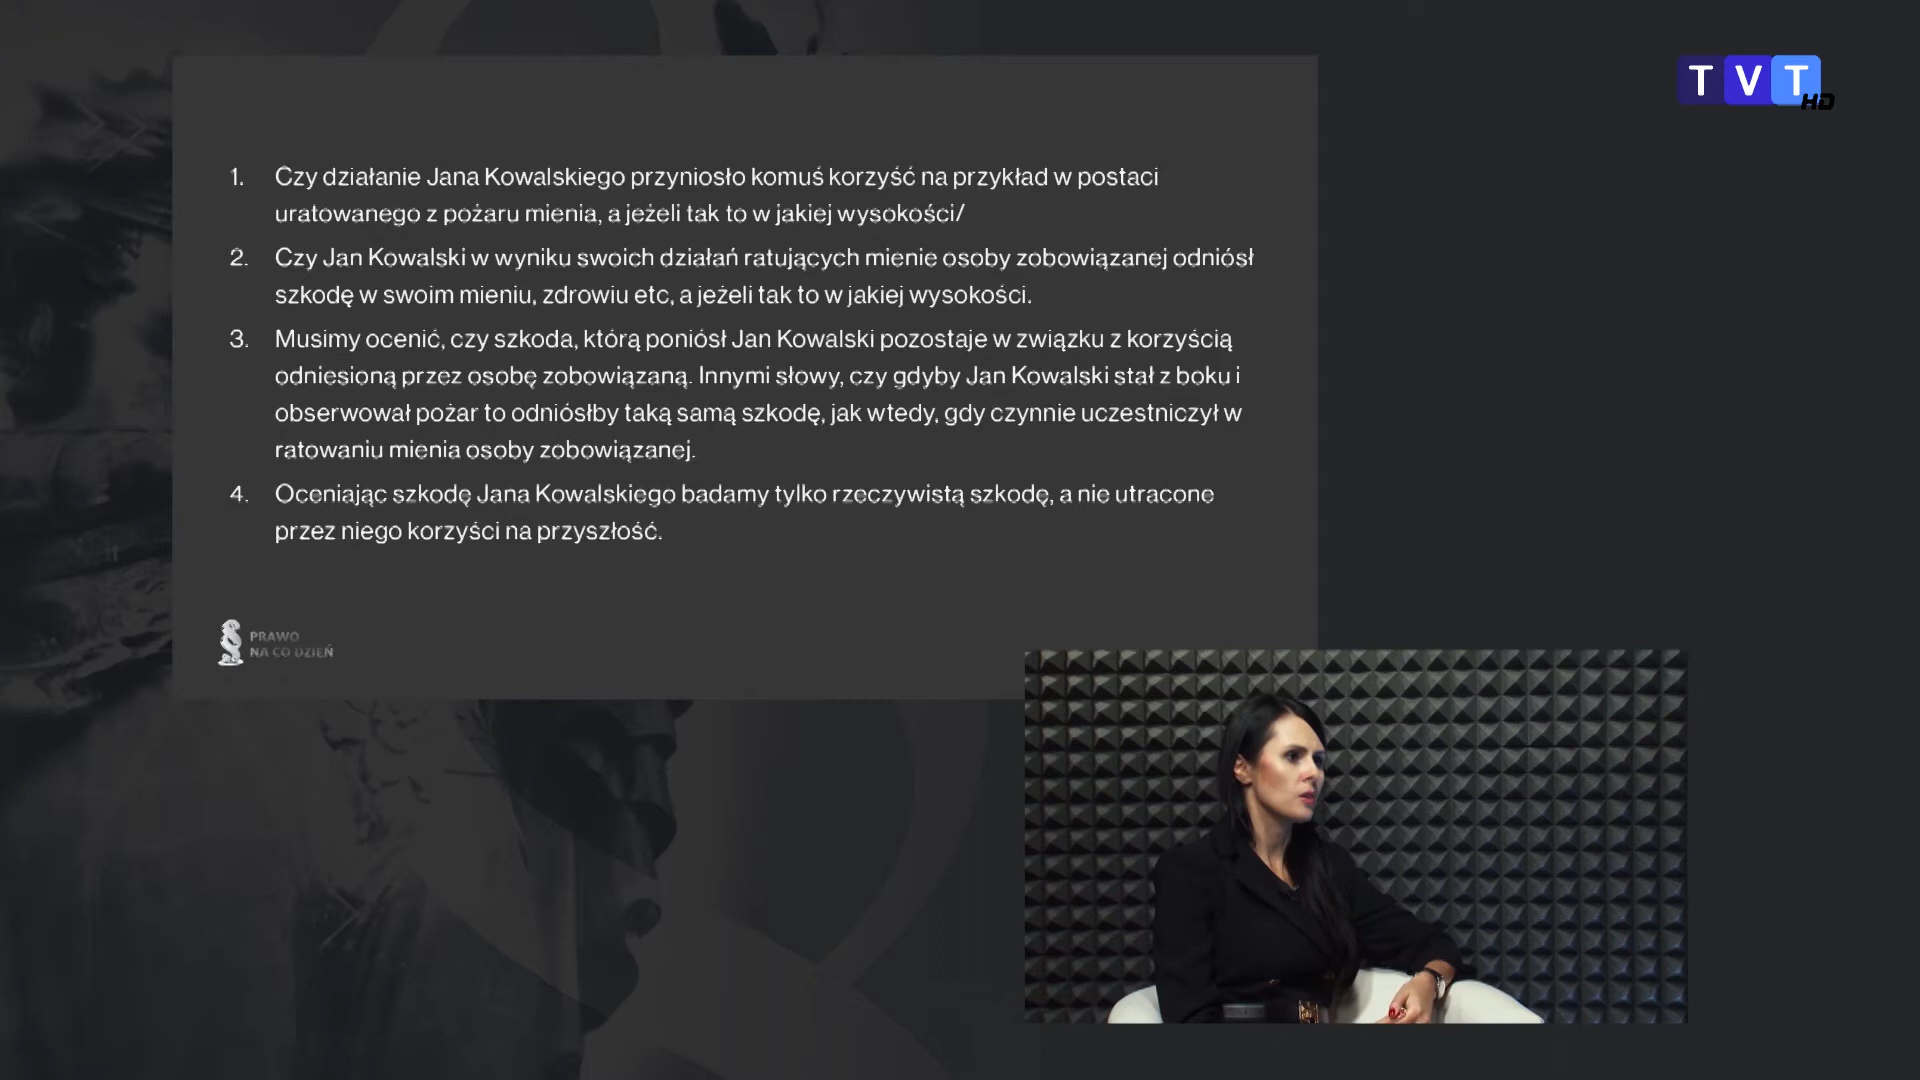 TVT
HD
1. Czy działanie Jana Kowalskiego przyniosło komuś korzyść na przykład w postaci
uratowanego z pożaru mienia, a jeżeli tak to w jakiej wysokości/
2. Czy Jan Kowalski w wyniku swoich działań ratujących mienie osoby zobowiązanej odniósł
szkodę w swoim mieniu, zdrowiu etc, a jeżeli tak to w jakiej wysokości.
3. Musimy ocenić, czy szkoda, którą poniósł Jan Kowalski pozostaje w związku z korzyścią
odniesioną przez osobę zobowiązaną. Innymi słowy, czy gdyby Jan Kowalski stał z boku i
obserwował pożar to odniósłby taką samą szkodę, jak wtedy, gdy czynnie uczestniczył w
ratowaniu mienia osoby zobowiązanej.
4. Oceniając szkodę Jana Kowalskiego badamy tylko rzeczywistą szkodę, a nie utracone
przez niego korzyści na przyszłość.
PRAWO
NA CO DZIEŃ